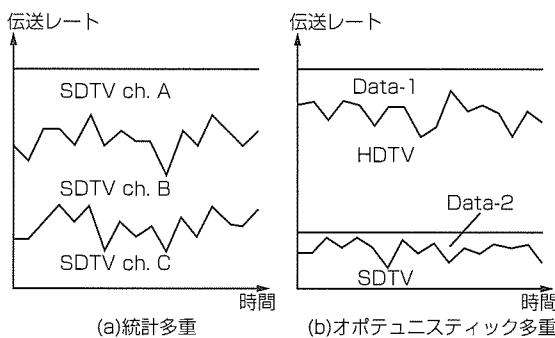 伝送レート
SDTV ch. A
SDTV ch. B
SDTV ch. C
時間
(a)統計多重
伝送レート
Data-1
HDTV
Data-2
SDTV
時間
(b)オポテュニスティック多重